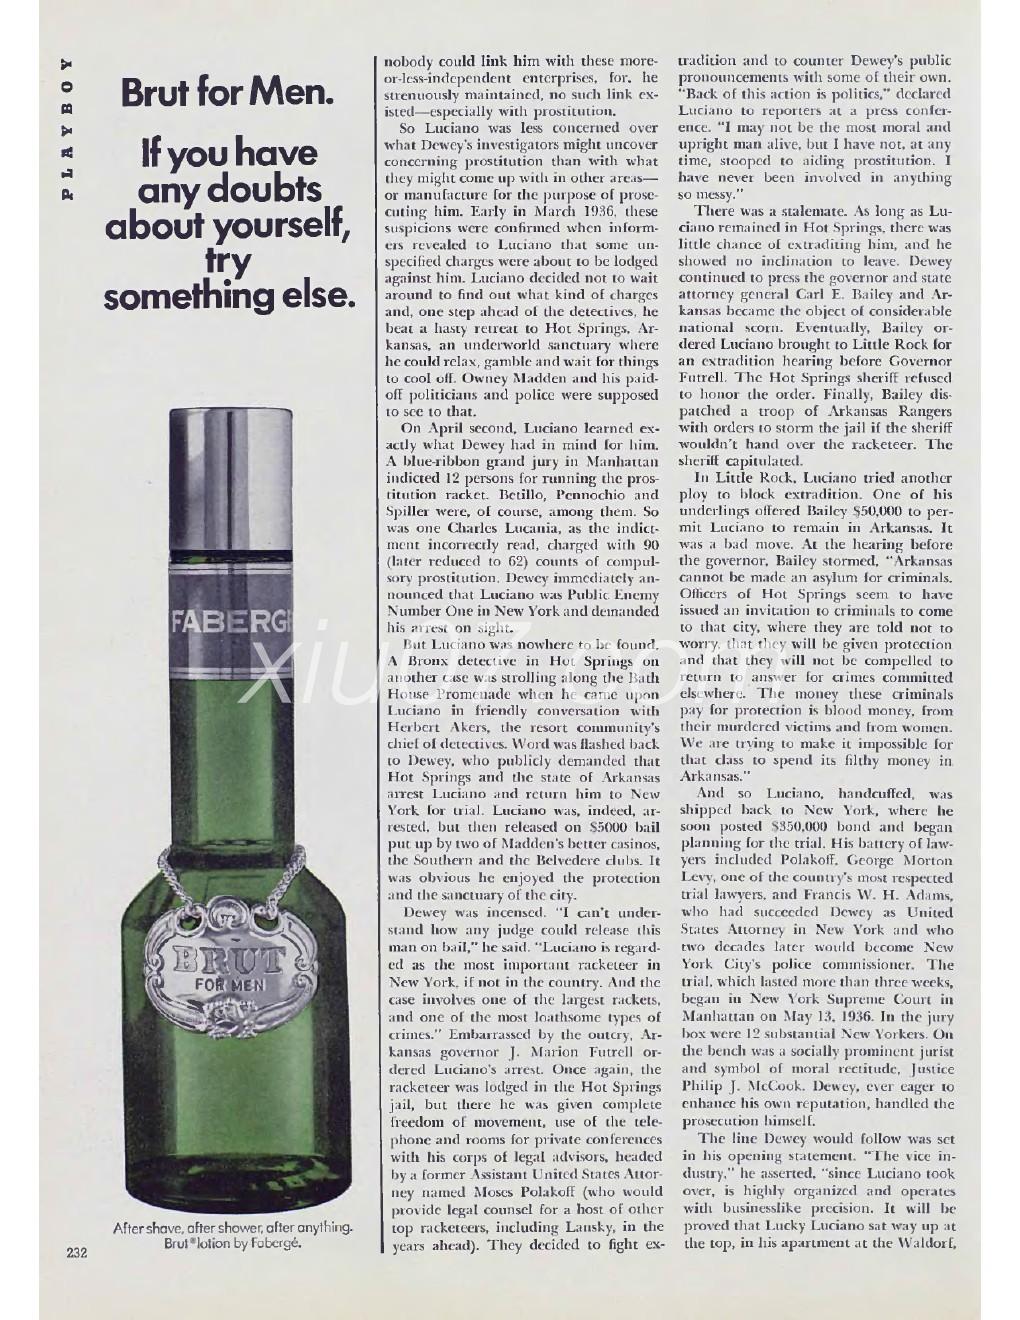 PLAYBOY
Brut for Men.
If you have
any doubts
about yourself,
try
something else.
FABERG
BRUT
FOR MEN
After shave, after shower, after anything.
Brut® lotion by Fabergé.
232
nobody could link him with these more-
or-less-independent enterprises, for, he
strenuously maintained, no such link ex-
isted—especially with prostitution.
So Luciano was less concerned over
what Dewey's investigators might uncover
concerning prostitution than with what
they might come up with in other areas—
or manufacture for the purpose of prose-
cuting him. Early in March 1936, these
suspicions were confirmed when inform-
ers revealed to Luciano that some un-
specified charges were about to be lodged
against him. Luciano decided not to wait
around to find out what kind of charges
and, one step ahead of the detectives, he
beat a hasty retreat to Hot Springs, Ar-
kansas, an underworld sanctuary where
he could relax, gamble and wait for things
to cool off. Owney Madden and his paid-
off politicians and police were supposed
to see to that.
On April second, Luciano learned ex-
actly what Dewey had in mind for him.
A blue-ribbon grand jury in Manhattan
indicted 12 persons for running the pros-
titution racket. Betillo, Pennochio and
Spiller were, of course, among them. So
was one Charles Lucania, as the indict-
ment incorrectly read, charged with 90
(later reduced to 62) counts of compul-
sory prostitution. Dewey immediately an-
nounced that Luciano was Public Enemy
Number One in New York and demanded
his arrest on sight.
But Luciano was nowhere to be found.
A Bronx detective in Hot Springs on
another case was strolling along the Bath
House Promenade when he came upon
Luciano in friendly conversation with
Herbert Akers, the resort community's
chief of detectives. Word was flashed back
to Dewey, who publicly demanded that
Hot Springs and the state of Arkansas
arrest Luciano and return him to New
York for trial. Luciano was, indeed, ar-
rested, but then released on $5000 bail
put up by two of Madden's better casinos,
the Southern and the Belvedere clubs. It
was obvious he enjoyed the protection
and the sanctuary of the city.
Dewey was incensed. "I can't under-
stand how any judge could release this
man on bail," he said. "Luciano is regard-
ed as the most important racketeer in
New York, if not in the country. And the
case involves one of the largest rackets,
and one of the most loathsome types of
crimes." Embarrassed by the outcry, Ar-
kansas governor J. Marion Futrell or-
dered Luciano's arrest. Once again, the
racketeer was lodged in the Hot Springs
jail, but there he was given complete
freedom of movement, use of the tele-
phone and rooms for private conferences
with his corps of legal advisors, headed
by a former Assistant United States Attor-
ney named Moses Polakoff (who would
provide legal counsel for a host of other
top racketeers, including Lansky, in the
years ahead). They decided to fight ex-
tradition and to counter Dewey's public
pronouncements with some of their own.
"Back of this action is politics," declared
Luciano to reporters at a press confer-
ence. "I may not be the most moral and
upright man alive, but I have not, at any
time, stooped to aiding prostitution. I
have never been involved in anything
so messy."
There was a stalemate. As long as Lu-
ciano remained in Hot Springs, there was
little chance of extraditing him, and he
showed no inclination to leave. Dewey
continued to press the governor and state
attorney general Carl E. Bailey and Ar-
kansas became the object of considerable
national scorn. Eventually, Bailey or-
dered Luciano brought to Little Rock for
an extradition hearing before Governor
Futrell. The Hot Springs sheriff refused
to honor the order. Finally, Bailey dis-
patched a troop of Arkansas Rangers
with orders to storm the jail if the sheriff
wouldn't hand over the racketeer. The
sheriff capitulated.
In Little Rock, Luciano tried another
ploy to block extradition. One of his
underlings offered Bailey $50,000 to per-
mit Luciano to remain in Arkansas. It
was a bad move. At the hearing before
the governor, Bailey stormed, "Arkansas
cannot be made an asylum for criminals.
Officers of Hot Springs seem to have
issued an invitation to criminals to come
to that city, where they are told not to
worry, that they will be given protection
and that they will not be compelled to
return to answer for crimes committed
elsewhere. The money these criminals
pay for protection is blood money, from
their murdered victims and from women.
We are trying to make it impossible for
that class to spend its filthy money in
Arkansas."
And so Luciano, handcuffed, was
shipped back to New York, where he
soon posted $350,000 bond and began
planning for the trial. His battery of law-
yers included Polakoff, George Morton
Levy, one of the country's most respected
trial lawyers, and Francis W. H. Adams,
who had succeeded Dewey as United
States Attorney in New York and who
two decades later would become New
York City's police commissioner. The
trial, which lasted more than three weeks,
began in New York Supreme Court in
Manhattan on May 13, 1936. In the jury
box were 12 substantial New Yorkers. On
the bench was a socially prominent jurist
and symbol of moral rectitude, Justice
Philip J. McCook. Dewey, ever eager to
enhance his own reputation, handled the
prosecution himself.
The line Dewey would follow was set
in his opening statement. "The vice in-
dustry," he asserted, "since Luciano took
over, is highly organized and operates
with businesslike precision. It will be
proved that Lucky Luciano sat way up at
the top, in his apartment at the Waldorf,